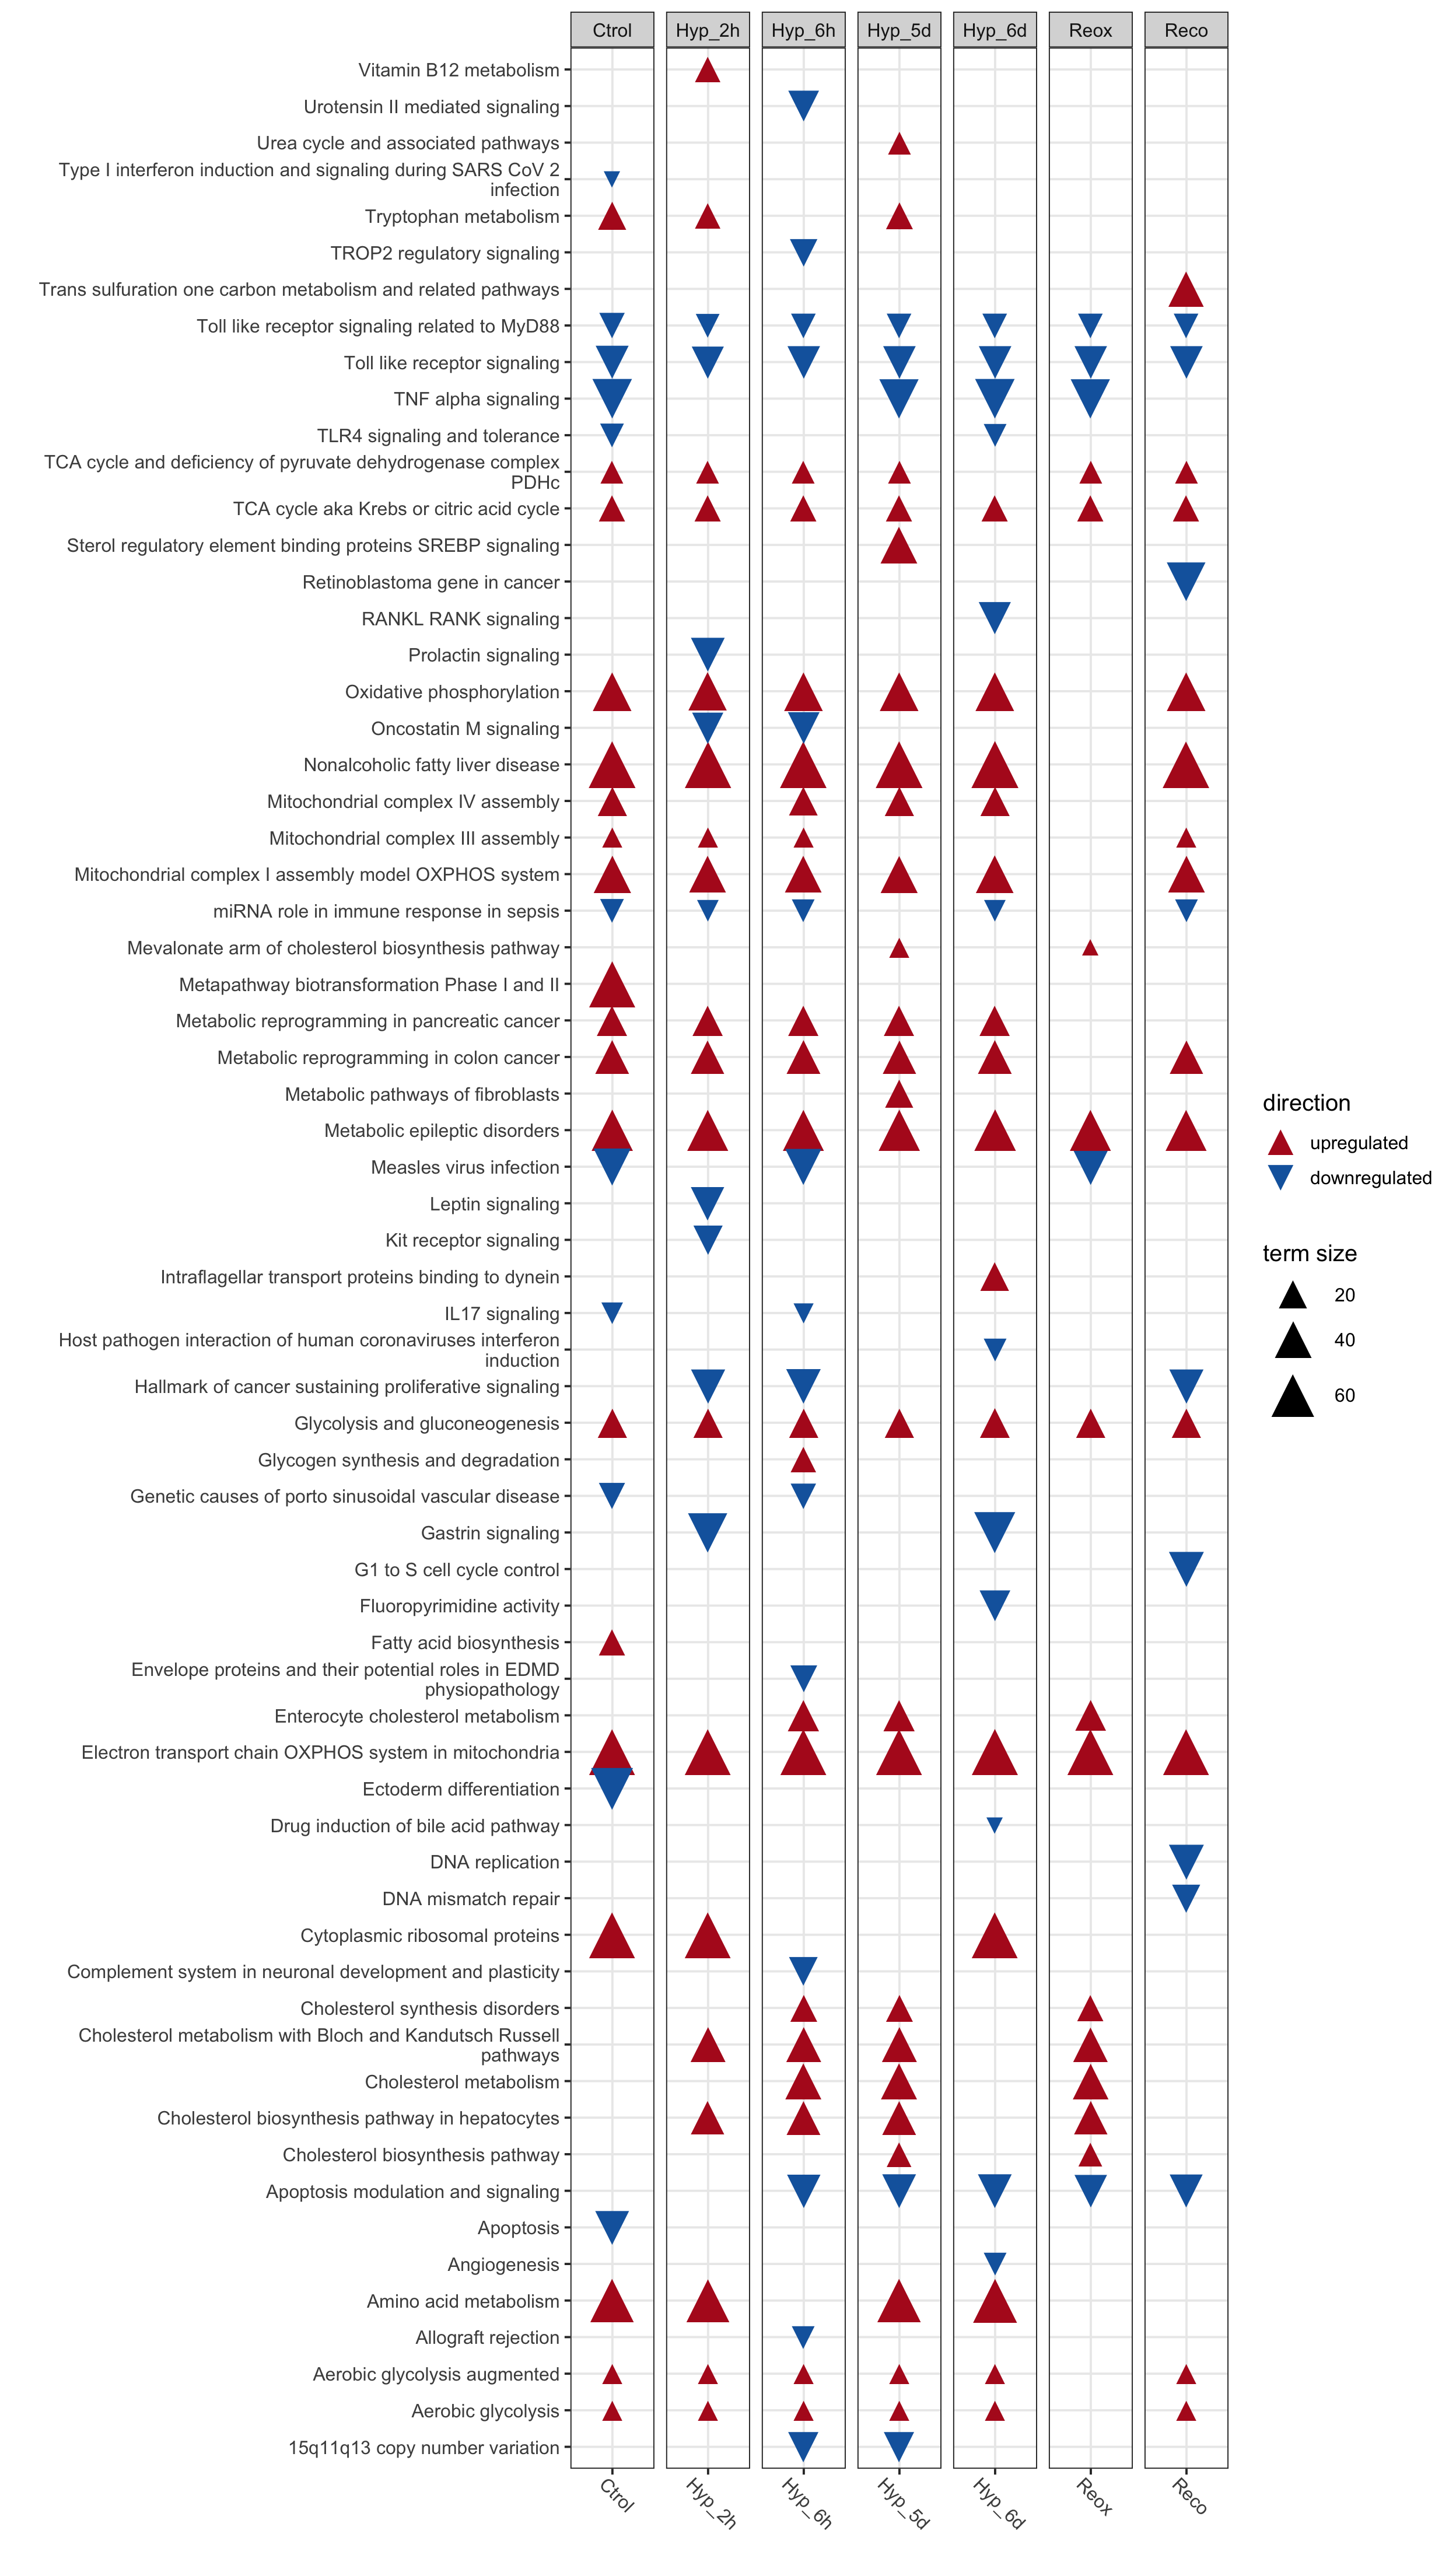 Ctrol Hyp_2h Hyp_6h Hyp_5d Hyp_6d Reox Reco
Vitamin B12 metabolism
Urotensin II mediated signaling
Urea cycle and associated pathways
Type I interferon induction and signaling during SARS CoV 2
infection
Tryptophan metabolism
TROP2 regulatory signaling
Trans sulfuration one carbon metabolism and related pathways
Toll like receptor signaling related to MyD88
Toll like receptor signaling
TNF alpha signaling
TLR4 signaling and tolerance
TCA cycle and deficiency of pyruvate dehydrogenase complex
PDHc
TCA cycle aka Krebs or citric acid cycle
Sterol regulatory element binding proteins SREBP signaling
Retinoblastoma gene in cancer
RANKL RANK signaling
Prolactin signaling
Oxidative phosphorylation
Oncostatin M signaling
Nonalcoholic fatty liver disease
Mitochondrial complex IV assembly
Mitochondrial complex III assembly
Mitochondrial complex I assembly model OXPHOS system
miRNA role in immune response in sepsis
Mevalonate arm of cholesterol biosynthesis pathway
Metapathway biotransformation Phase I and II
Metabolic reprogramming in pancreatic cancer
Metabolic reprogramming in colon cancer
Metabolic pathways of fibroblasts
Metabolic epileptic disorders
Measles virus infection
Leptin signaling
Kit receptor signaling
Intraflagellar transport proteins binding to dynein
IL17 signaling
Host pathogen interaction of human coronaviruses interferon
induction
Hallmark of cancer sustaining proliferative signaling
Glycolysis and gluconeogenesis
Glycogen synthesis and degradation
Genetic causes of porto sinusoidal vascular disease
Gastrin signaling
G1 to S cell cycle control
Fluoropyrimidine activity
Fatty acid biosynthesis
Envelope proteins and their potential roles in EDMD
physiopathology
Enterocyte cholesterol metabolism
Electron transport chain OXPHOS system in mitochondria
Ectoderm differentiation
Drug induction of bile acid pathway
DNA replication
DNA mismatch repair
Cytoplasmic ribosomal proteins
Complement system in neuronal development and plasticity
Cholesterol synthesis disorders
Cholesterol metabolism with Bloch and Kandutsch Russell
pathways
Cholesterol metabolism
Cholesterol biosynthesis pathway in hepatocytes
Cholesterol biosynthesis pathway
Apoptosis modulation and signaling
Apoptosis
Angiogenesis
Amino acid metabolism
Allograft rejection
Aerobic glycolysis augmented
Aerobic glycolysis
15q11q13 copy number variation
Ctrol Hyp_2h Hyp_6h Hyp_5d Hyp_6d Reox Reco
direction
upregulated
downregulated
term size
20
40
60